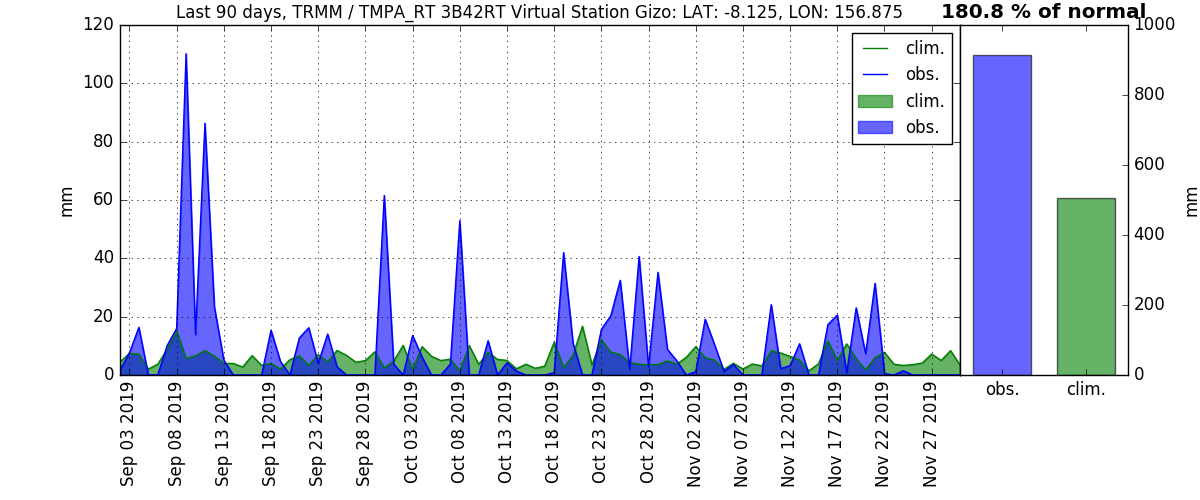 Last 90 days, TRMM / TMPA_RT 3B42RT Virtual Station Gizo: LAT: -8.125, LON: 156.875
180.8 % of normal
120
100
80
60
40
20
0
mm
clim.
obs.
clim.
obs.
1000
800
600
400
200
0
mm
obs.
clim.
Sep 03 2019
Sep 08 2019
Sep 13 2019
Sep 18 2019
Sep 23 2019
Sep 28 2019
Oct 03 2019
Oct 08 2019
Oct 13 2019
Oct 18 2019
Oct 23 2019
Oct 28 2019
Nov 02 2019
Nov 07 2019
Nov 12 2019
Nov 17 2019
Nov 22 2019
Nov 27 2019